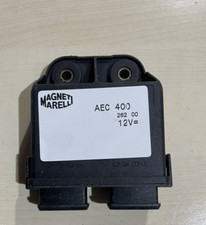 MAGNETI
MARELLI
AEC 400
262 00
12V=